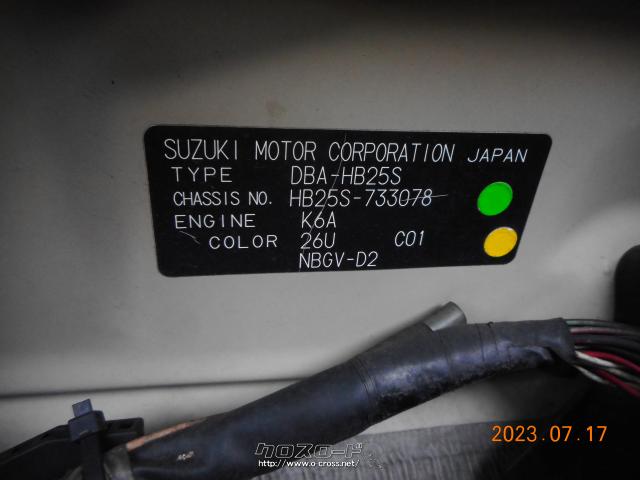 SUZUKI MOTOR CORPORATION JAPAN
TYPE DBA-HB25S
CHASSIS NO. HB25S-733078
ENGINE K6A
COLOR 26U C01
NBGV-D2
2023.07.17
クロスロード
http://www.o-cross.net/